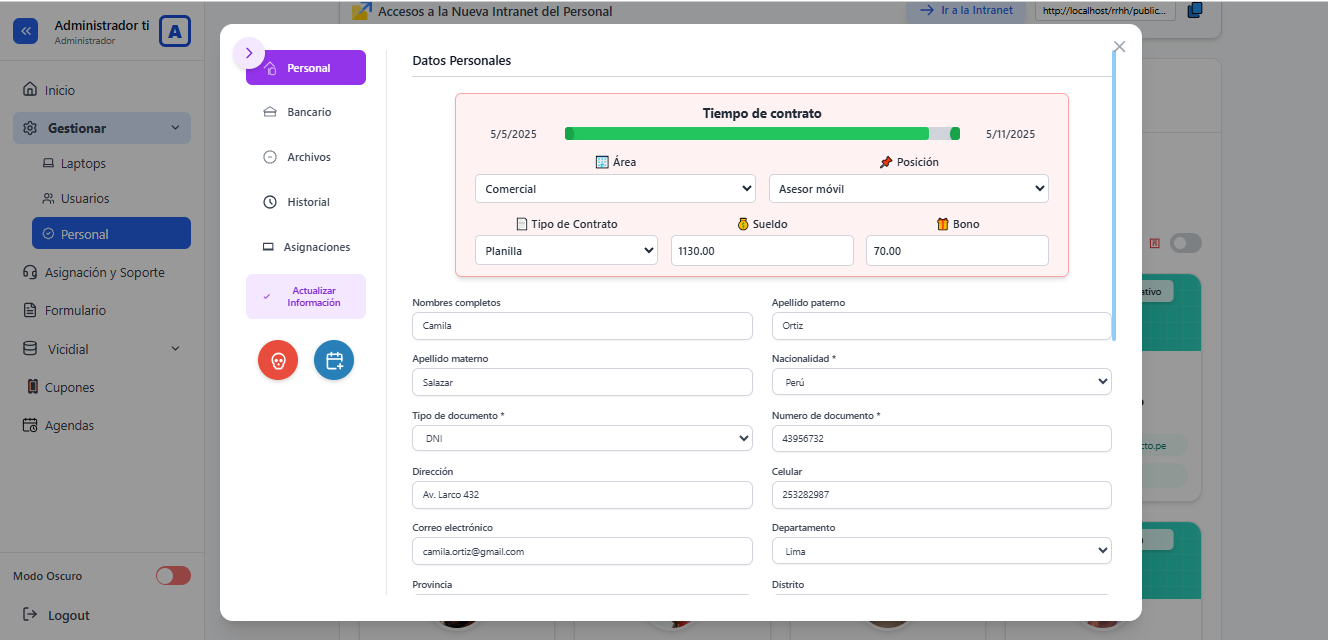 Administrador ti
Administrador
A
Inicio
Gestionar
Laptops
Usuarios
Personal
Asignación y Soporte
Formulario
Vicidial
Cupones
Agendas
Modo Oscuro
Logout
Accesos a la Nueva Intranet del Personal
Ir a la Intranet
http://localhost/rrhh/public...
Personal
Bancario
Archivos
Historial
Asignaciones
Actualizar
Información
Datos Personales
Tiempo de contrato
5/5/2025
5/11/2025
Área
Posición
Comercial
Asesor móvil
Tipo de Contrato
Sueldo
Bono
Planilla
1130.00
70.00
Nombres completos
Apellido paterno
Camila
Ortiz
Apellido materno
Nacionalidad *
Salazar
Perú
Tipo de documento *
Numero de documento *
DNI
43956732
Dirección
Celular
Av. Larco 432
253282987
Correo electrónico
Departamento
camila.ortiz@gmail.com
Lima
Provincia
Distrito
ativo
cto.pe